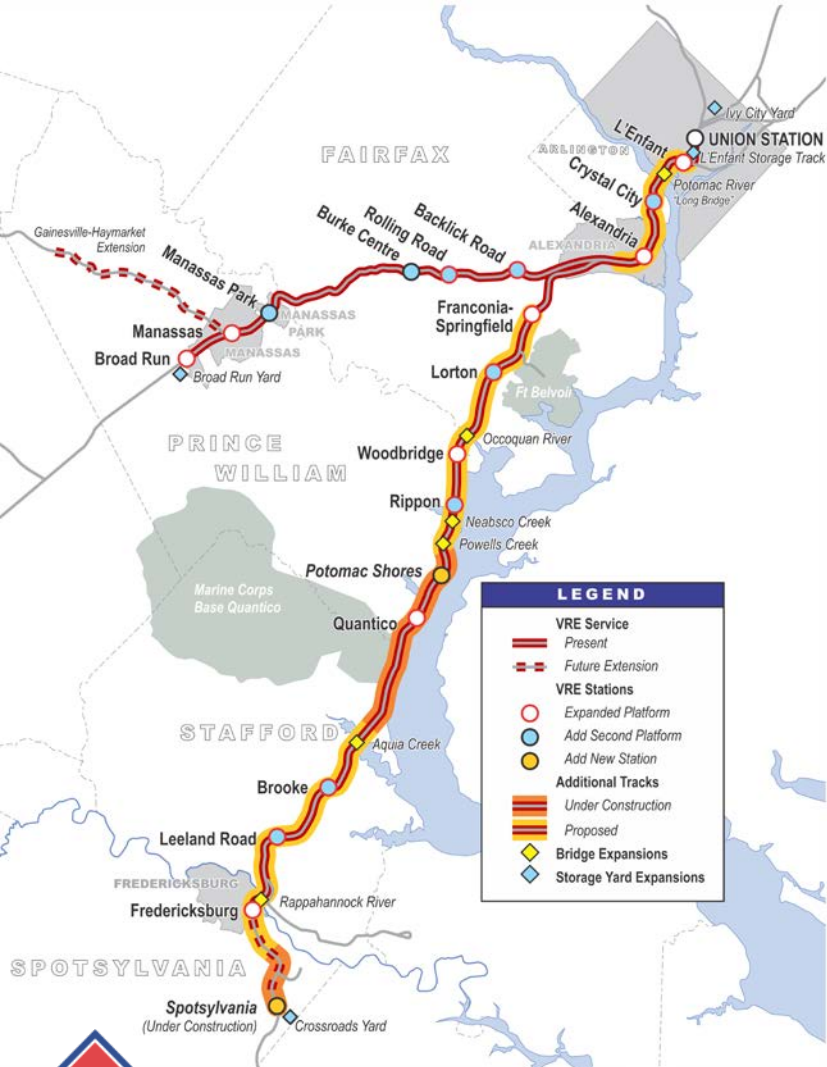 Ivy City Yard
UNION STATION
L'Enfant
L'Enfant Storage Track
ARLINGTON
FAIRFAX
Crystal City
Potomac River
"Long Bridge"
Alexandria
ALEXANDRIA
Backlick Road
Rolling Road
Burke Centre
Gainesville-Haymarket
Extension
Manassas Park
MANASSAS
PARK
Manassas
MANASSAS
Broad Run
Broad Run Yard
Franconia-
Springfield
Lorton
Ft Belvoir
Occoquan River
Woodbridge
PRINCE
WILLIAM
Rippon
Neabsco Creek
Powells Creek
Potomac Shores
Marine Corps
Base Quantico
Quantico
LEGEND
VRE Service
Present
Future Extension
VRE Stations
Expanded Platform
Add Second Platform
Add New Station
Additional Tracks
Under Construction
Proposed
Bridge Expansions
Storage Yard Expansions
STAFFORD
Aquia Creek
Brooke
Leeland Road
FREDERICKSBURG
Rappahannock River
Fredericksburg
SPOTSYLVANIA
Spotsylvania
(Under Construction)
Crossroads Yard